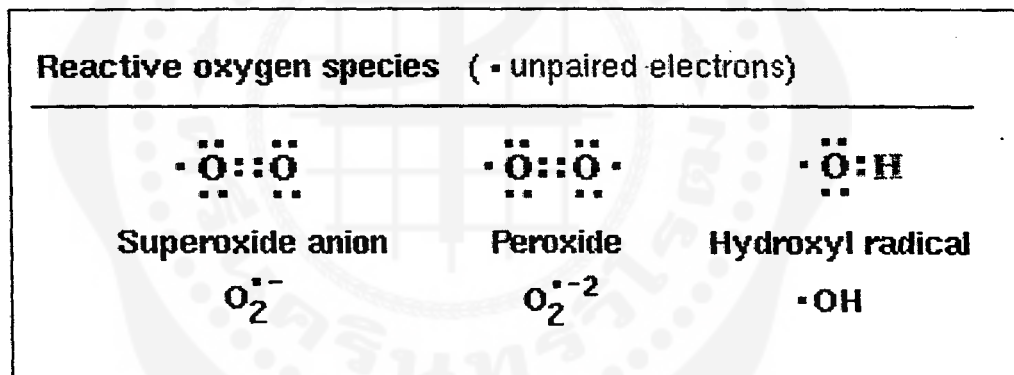 Reactive oxygen species (▪ unpaired electrons)
·Ö::Ö ·Ö::Ö· ·Ö:H
Superoxide anion Peroxide Hydroxyl radical
O₂•⁻ O₂•⁻² •OH